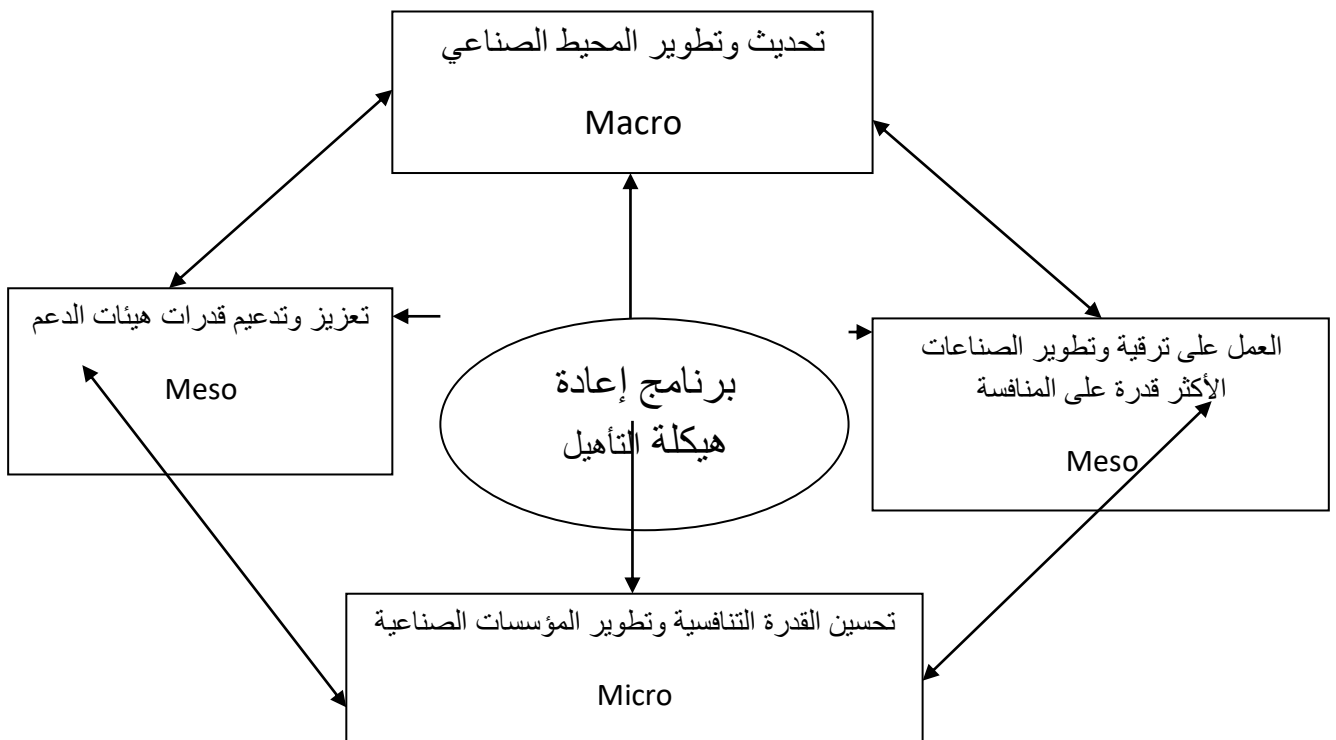 تحديث وتطوير المحيط الصناعي
Macro
تعزيز وتدعيم قدرات هيئات الدعم
Meso
العمل على ترقية وتطوير الصناعات
الأكثر قدرة على المنافسة
Meso
برنامج إعادة
هيكلة التأهيل
تحسين القدرة التنافسية وتطوير المؤسسات الصناعية
Micro